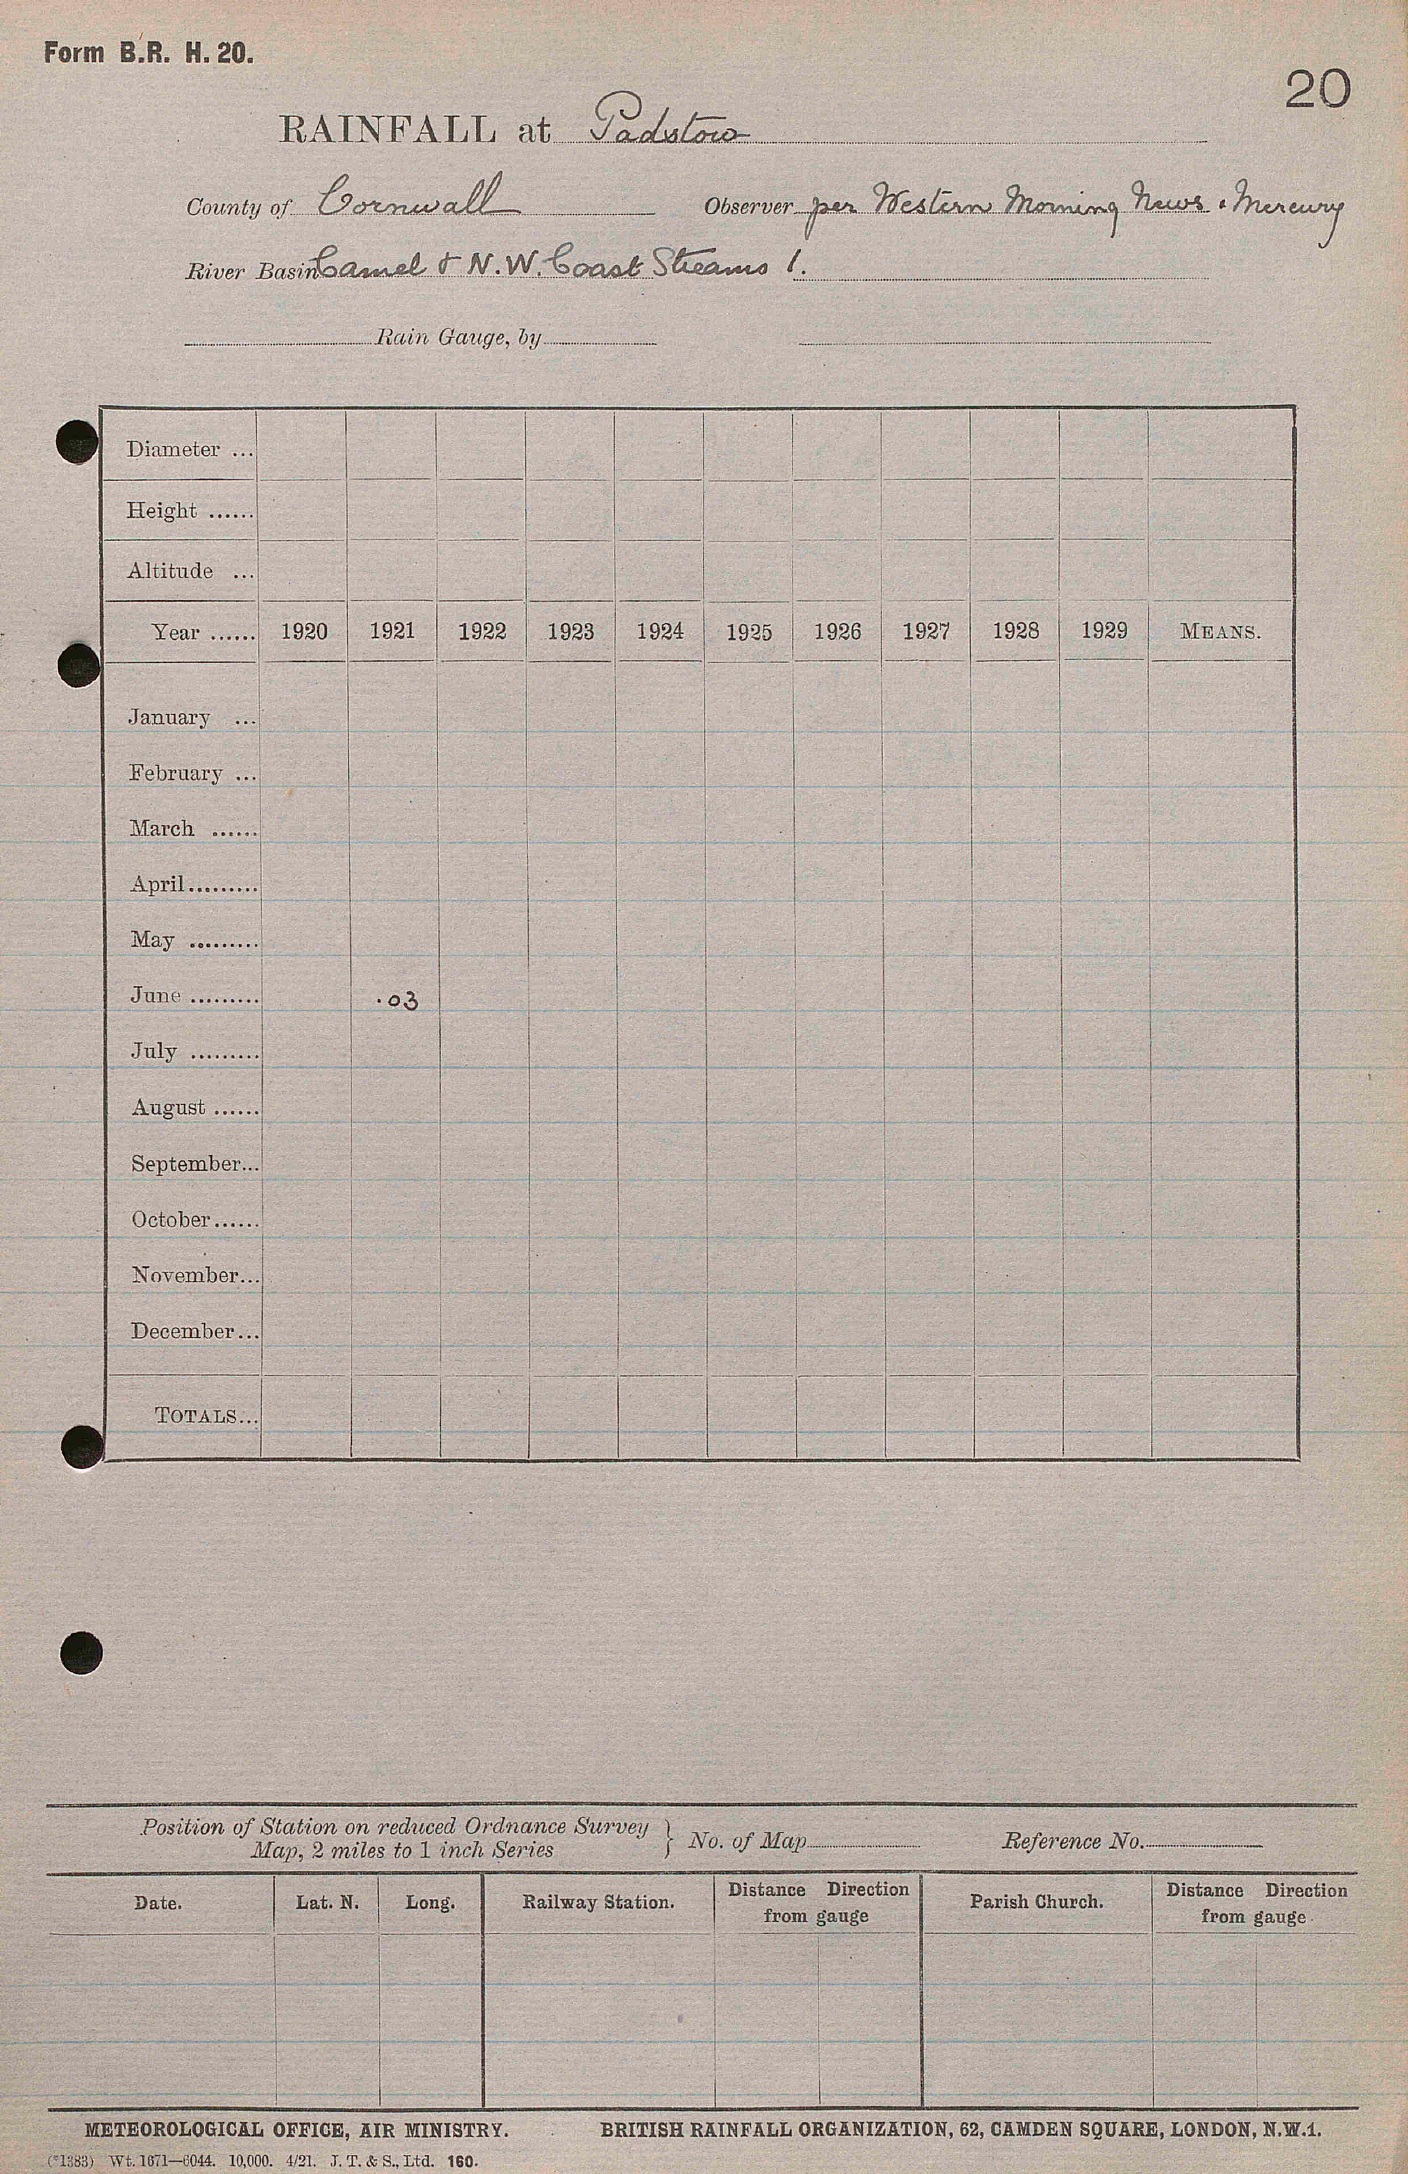 Form B.R. H. 20.
20
RAINFALL at Padstow
County of Cornwall Observer per Western Morning News & Mercury
River Basin Camel & N.W. Coast Streams 1.
Rain Gauge, by
Diameter ...
Height ......
Altitude ...
Year ...... 1920 1921 1922 1923 1924 1925 1926 1927 1928 1929 MEANS.
January ...
February ...
March ......
April.........
May .........
June ......... .03
July .........
August ......
September...
October......
November...
December...
TOTALS...
Position of Station on reduced Ordnance Survey } No. of Map Reference No.
Map, 2 miles to 1 inch Series
Date. Lat. N. Long. Railway Station. Distance Direction from gauge Parish Church. Distance Direction from gauge
METEOROLOGICAL OFFICE, AIR MINISTRY. BRITISH RAINFALL ORGANIZATION, 62, CAMDEN SQUARE, LONDON, N.W.1.
(*1383) Wt. 1671—6044. 10,000. 4/21. J. T. & S., Ltd. 160.